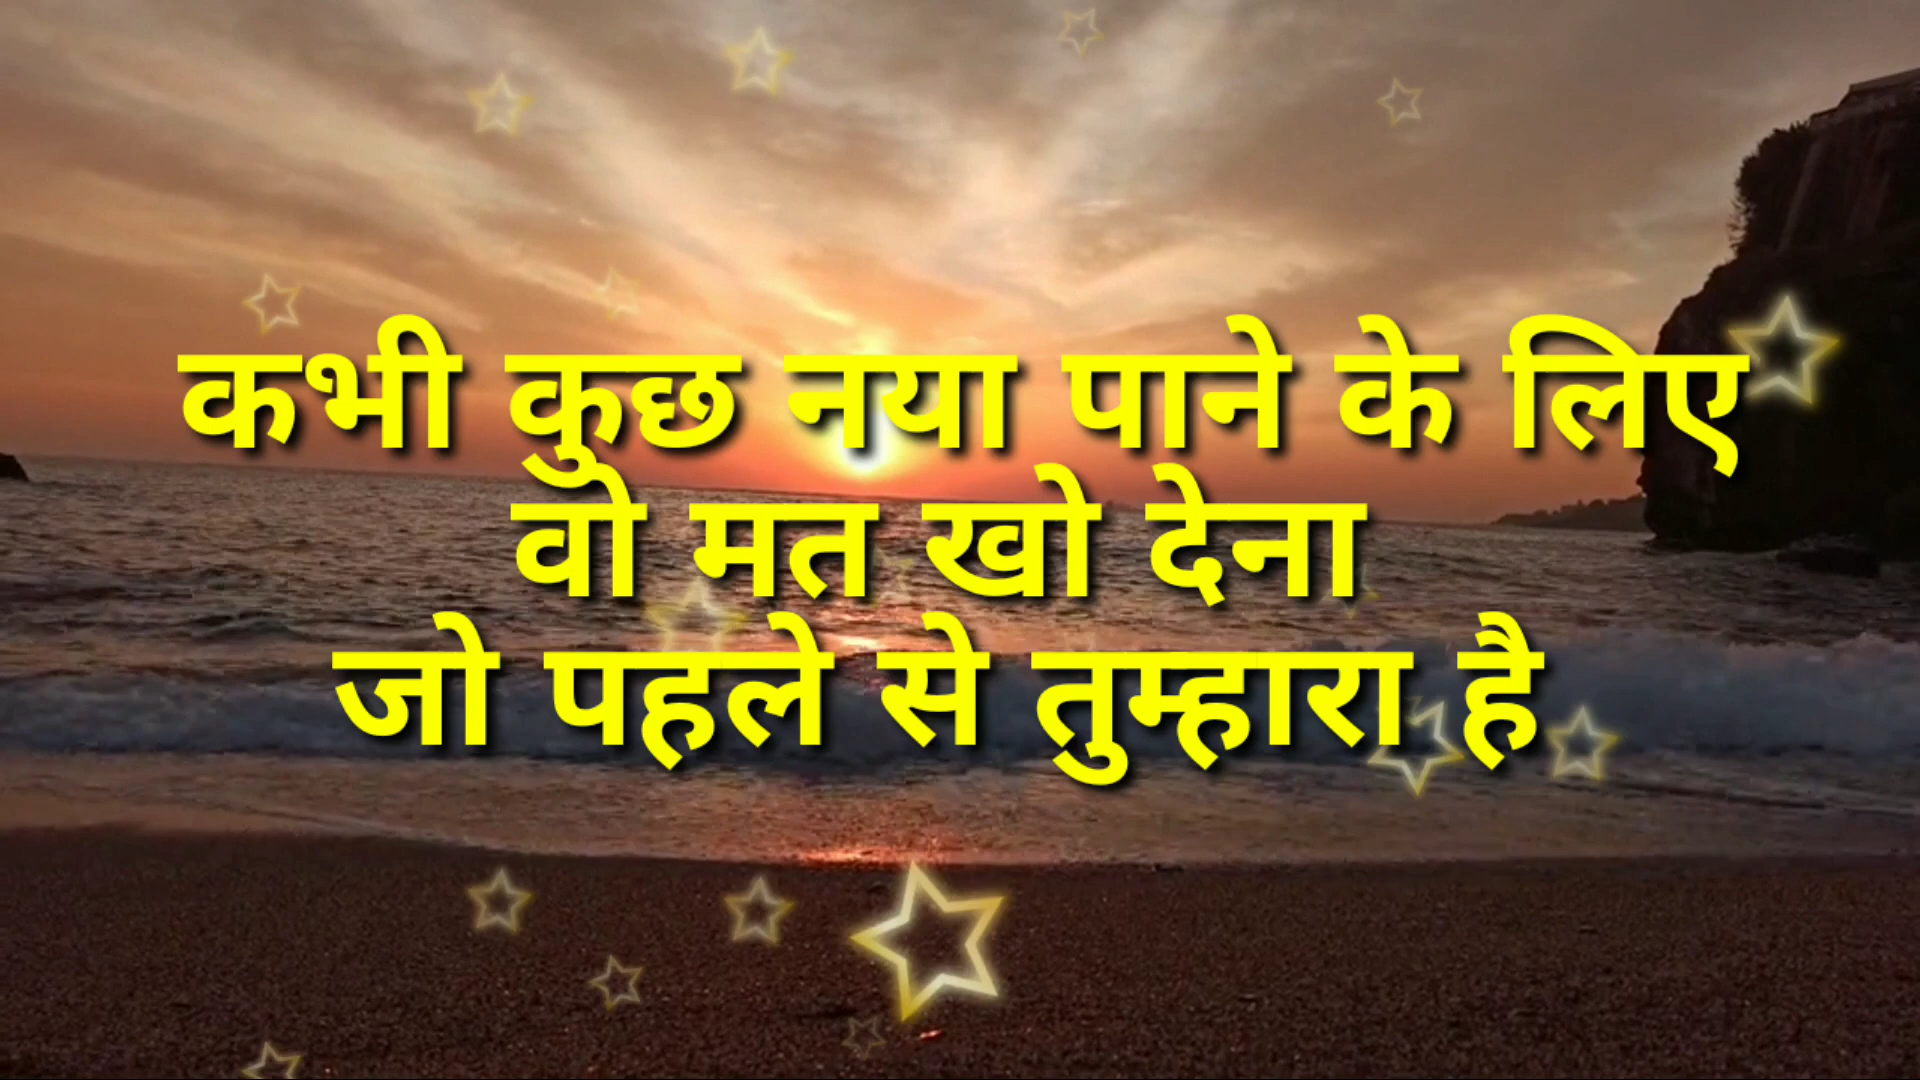 कभी कुछ नया पाने के लिए
वो मत खो देना
जो पहले से तुम्हारा है